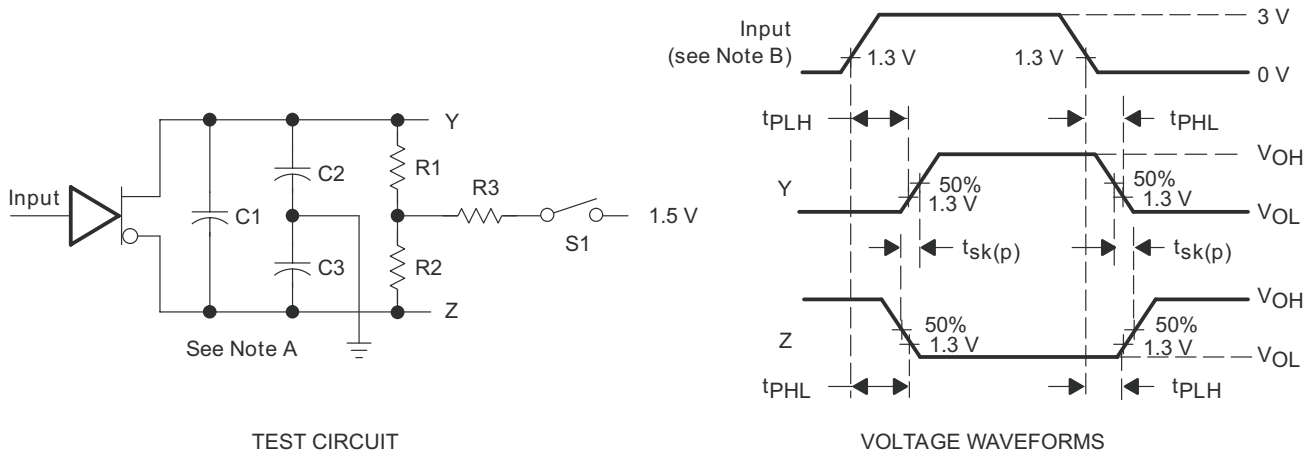 Input
Y
C1
C2
C3
R1
R2
R3
S1
1.5 V
Z
See Note A
TEST CIRCUIT
Input
(see Note B)
1.3 V
1.3 V
3 V
0 V
tPLH
tPHL
Y
50%
1.3 V
50%
1.3 V
VOH
VOL
tsk(p)
tsk(p)
Z
50%
1.3 V
50%
1.3 V
VOH
VOL
tPHL
tPLH
VOLTAGE WAVEFORMS